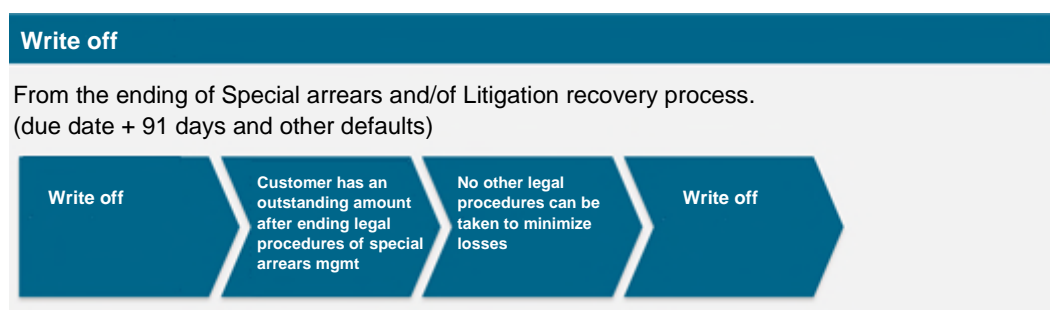 Write off
From the ending of Special arrears and/of Litigation recovery process.
(due date + 91 days and other defaults)
Write off
Customer has an
outstanding amount
after ending legal
procedures of special
arrears mgmt
No other legal
procedures can be
taken to minimize
losses
Write off